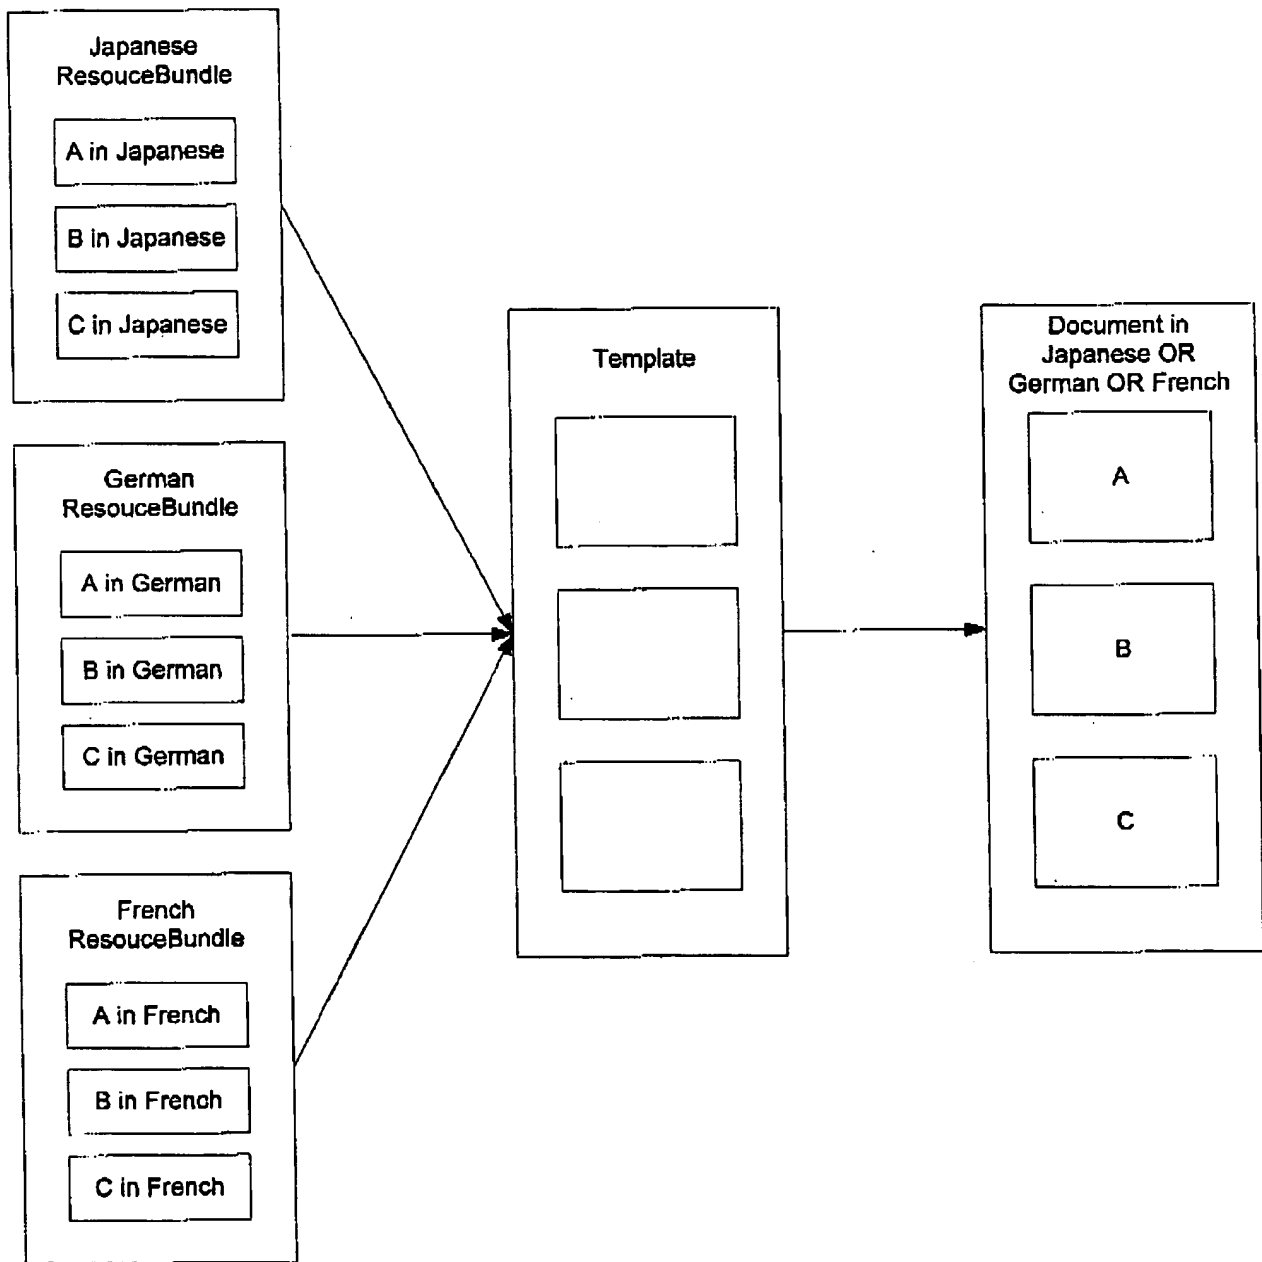 Japanese
ResouceBundle
A in Japanese
B in Japanese
C in Japanese
German
ResouceBundle
A in German
B in German
C in German
French
ResouceBundle
A in French
B in French
C in French
Template
Document in
Japanese OR
German OR French
A
B
C